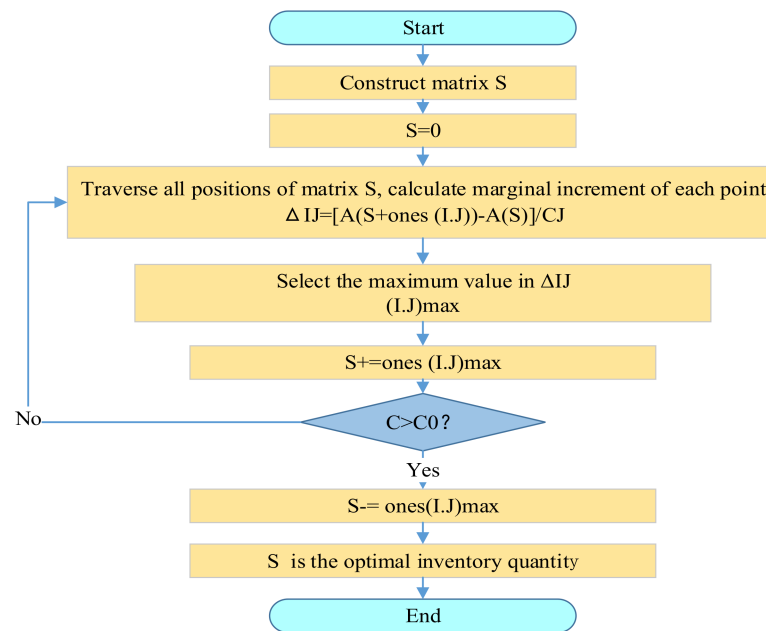 Start
Construct matrix S
S=0
Traverse all positions of matrix S, calculate marginal increment of each point
Δ IJ=[A(S+ones (I.J))-A(S)]/CJ
Select the maximum value in ΔIJ
(I.J)max
S+=ones (I.J)max
C>C0？
No
Yes
S-= ones(I.J)max
S is the optimal inventory quantity
End